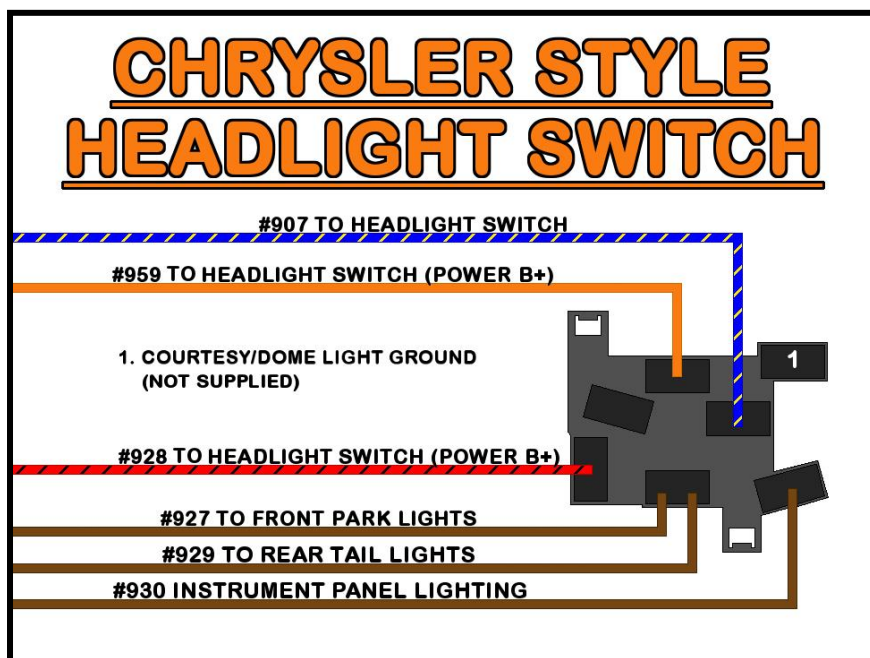 CHRYSLER STYLE
HEADLIGHT SWITCH
#907 TO HEADLIGHT SWITCH
#959 TO HEADLIGHT SWITCH (POWER B+)
1. COURTESY/DOME LIGHT GROUND
(NOT SUPPLIED)
1
#928 TO HEADLIGHT SWITCH (POWER B+)
#927 TO FRONT PARK LIGHTS
#929 TO REAR TAIL LIGHTS
#930 INSTRUMENT PANEL LIGHTING